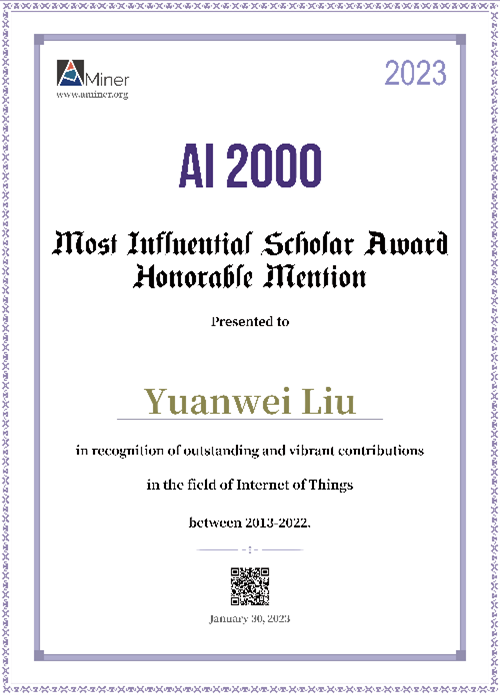 AMiner
www.aminer.org
2023
AI 2000
Most Influential Scholar Award
Honorable Mention
Presented to
Yuanwei Liu
in recognition of outstanding and vibrant contributions
in the field of Internet of Things
between 2013-2022.
January 30, 2023